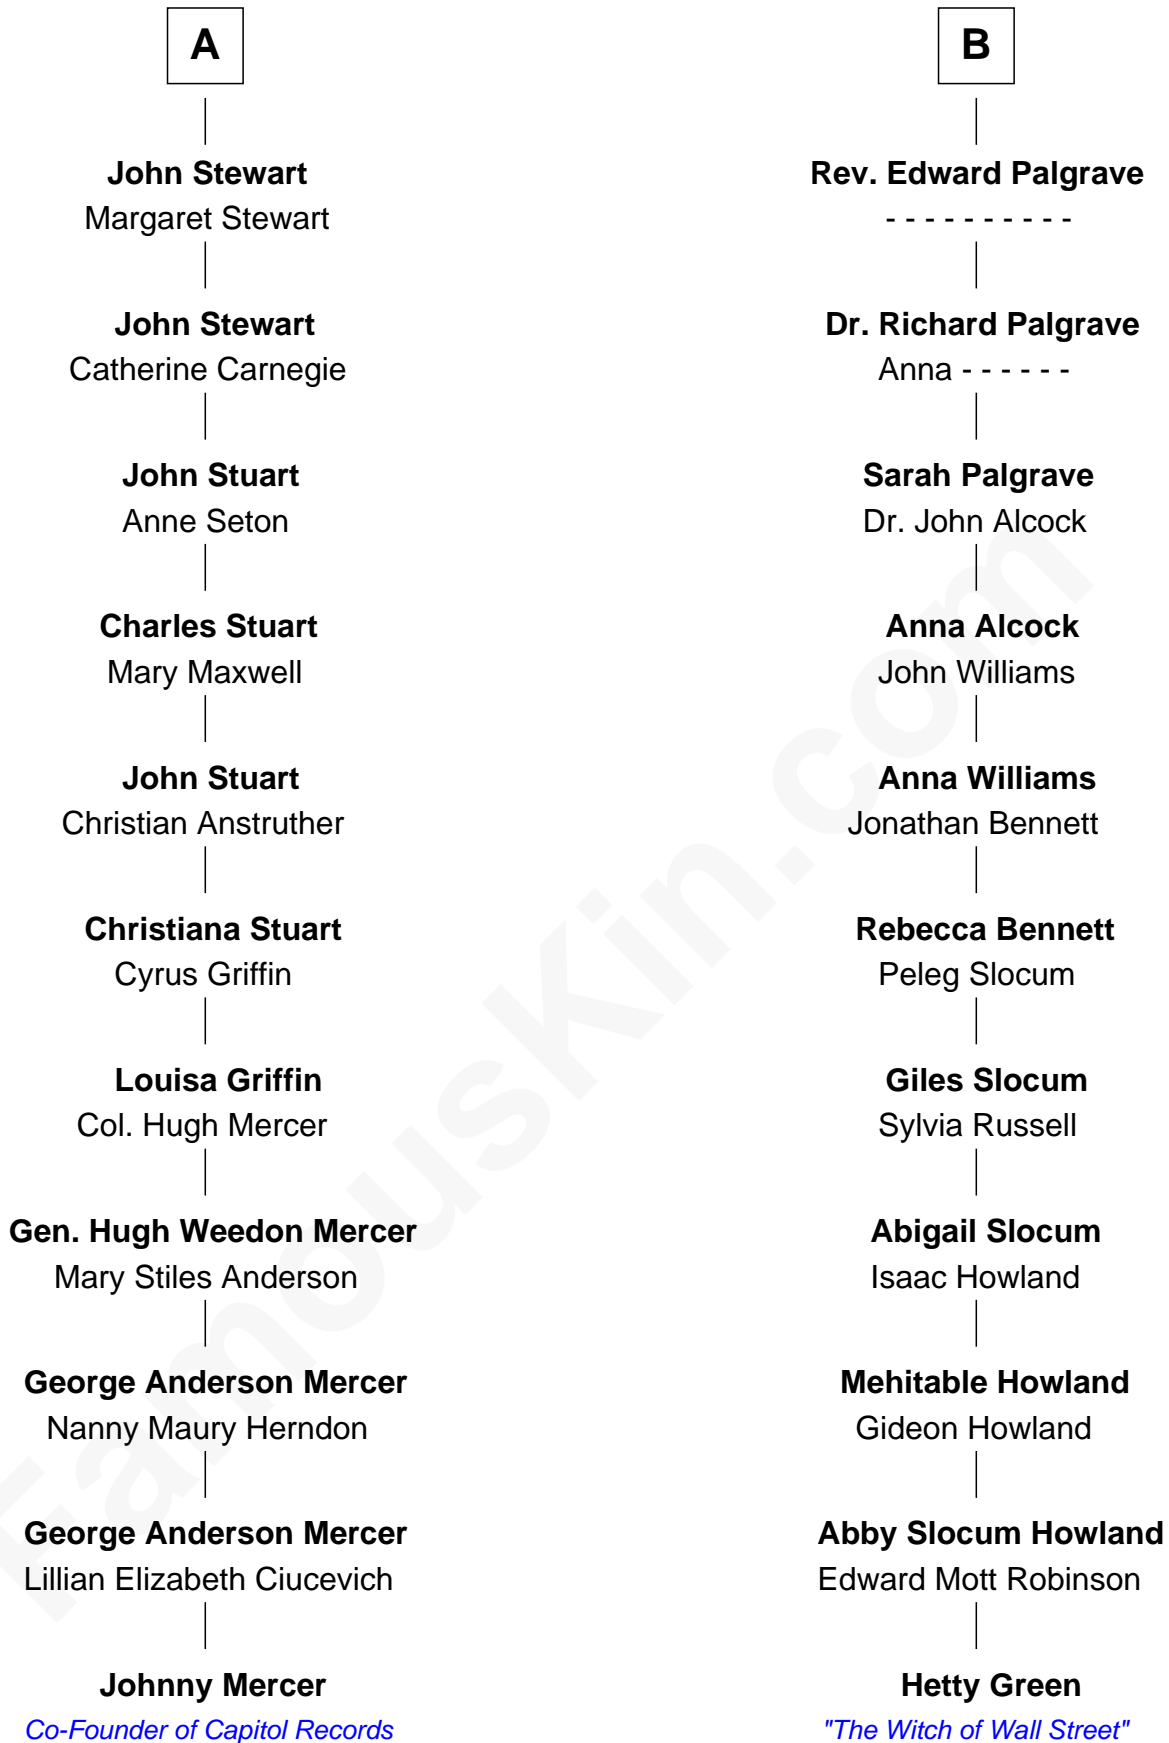 A
John Stewart
Margaret Stewart
John Stewart
Catherine Carnegie
John Stuart
Anne Seton
Charles Stuart
Mary Maxwell
John Stuart
Christian Anstruther
Christiana Stuart
Cyrus Griffin
Louisa Griffin
Col. Hugh Mercer
Gen. Hugh Weedon Mercer
Mary Stiles Anderson
George Anderson Mercer
Nanny Maury Herndon
George Anderson Mercer
Lillian Elizabeth Ciucevich
Johnny Mercer
Co-Founder of Capitol Records
B
Rev. Edward Palgrave
- - - - - - - - - -
Dr. Richard Palgrave
Anna - - - - - -
Sarah Palgrave
Dr. John Alcock
Anna Alcock
John Williams
Anna Williams
Jonathan Bennett
Rebecca Bennett
Peleg Slocum
Giles Slocum
Sylvia Russell
Abigail Slocum
Isaac Howland
Mehitable Howland
Gideon Howland
Abby Slocum Howland
Edward Mott Robinson
Hetty Green
"The Witch of Wall Street"
FamousKin.com